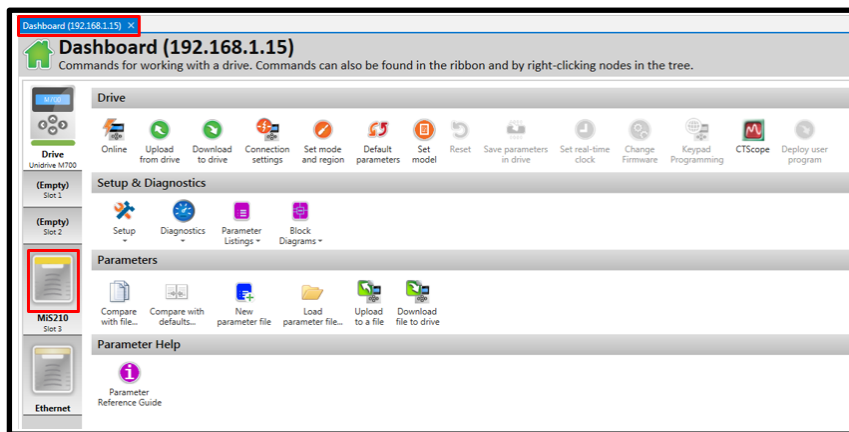 Dashboard (192.168.1.15) ×
Dashboard (192.168.1.15)
Commands for working with a drive. Commands can also be found in the ribbon and by right-clicking nodes in the tree.
M700
Drive
Unidrive M700
(Empty)
Slot 1
(Empty)
Slot 2
MiS210
Slot 3
Ethernet
Drive
Online
Upload
from drive
Download
to drive
Connection
settings
Set mode
and region
Default
parameters
Set
model
Reset
Save parameters
in drive
Set real-time
clock
Change
Firmware
Keypad
Programming
CTScope
Deploy user
program
Setup & Diagnostics
Setup
Diagnostics
Parameter
Listings
Block
Diagrams
Parameters
Compare
with file...
Compare with
defaults...
New
parameter file
Load
parameter file...
Upload
to a file
Download
file to drive
Parameter Help
Parameter
Reference Guide